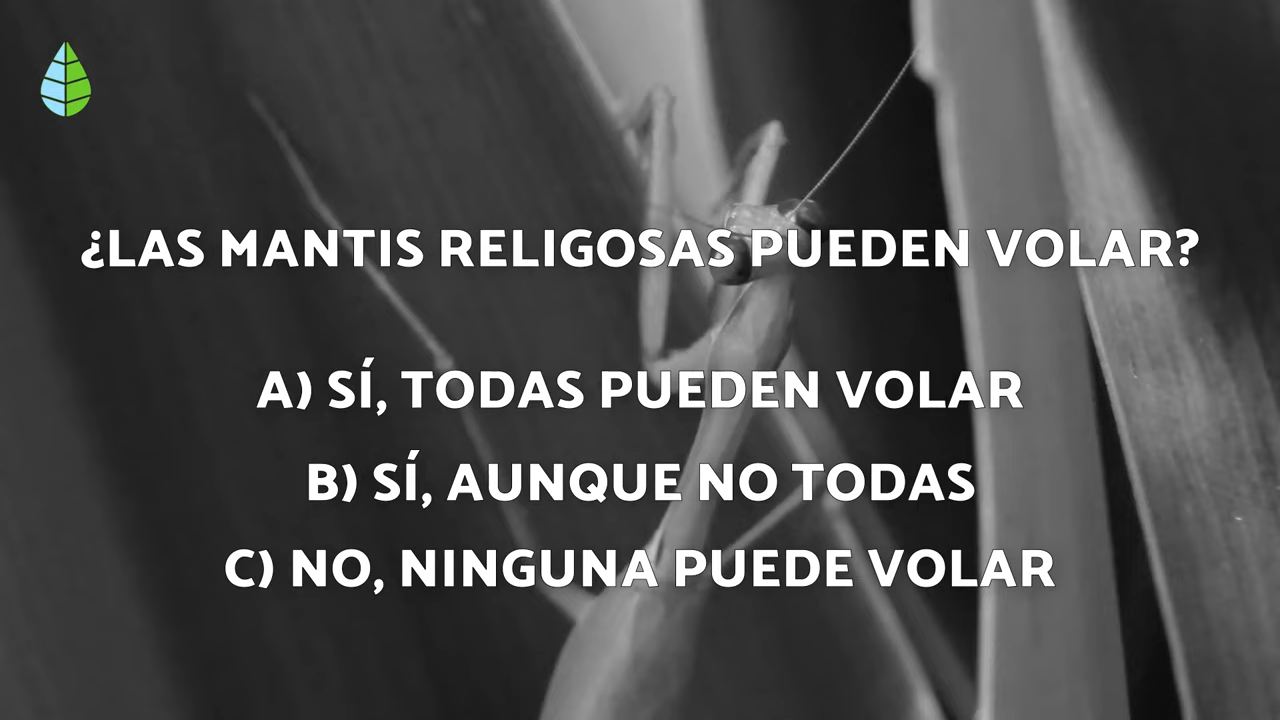 ¿LAS MANTIS RELIGOSAS PUEDEN VOLAR?
A) SÍ, TODAS PUEDEN VOLAR
B) SÍ, AUNQUE NO TODAS
C) NO, NINGUNA PUEDE VOLAR